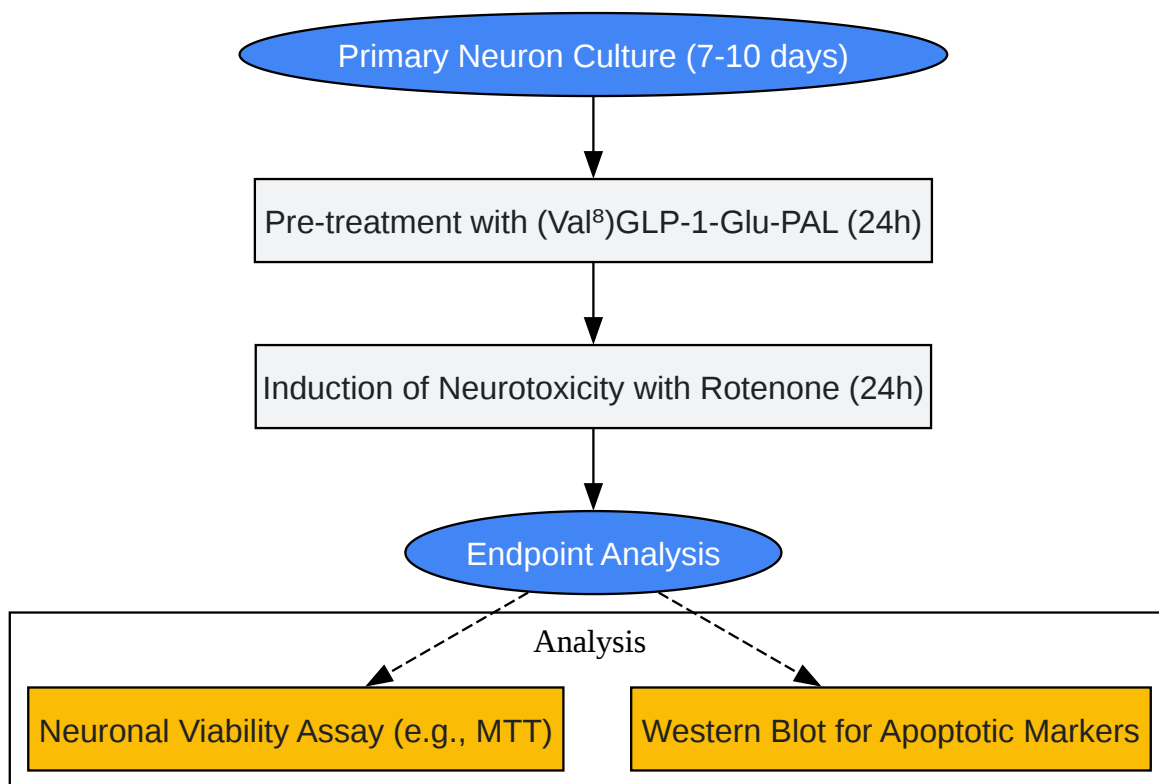 Primary Neuron Culture (7-10 days)
Pre-treatment with (Val⁸)GLP-1-Glu-PAL (24h)
Induction of Neurotoxicity with Rotenone (24h)
Endpoint Analysis
Analysis
Neuronal Viability Assay (e.g., MTT)
Western Blot for Apoptotic Markers